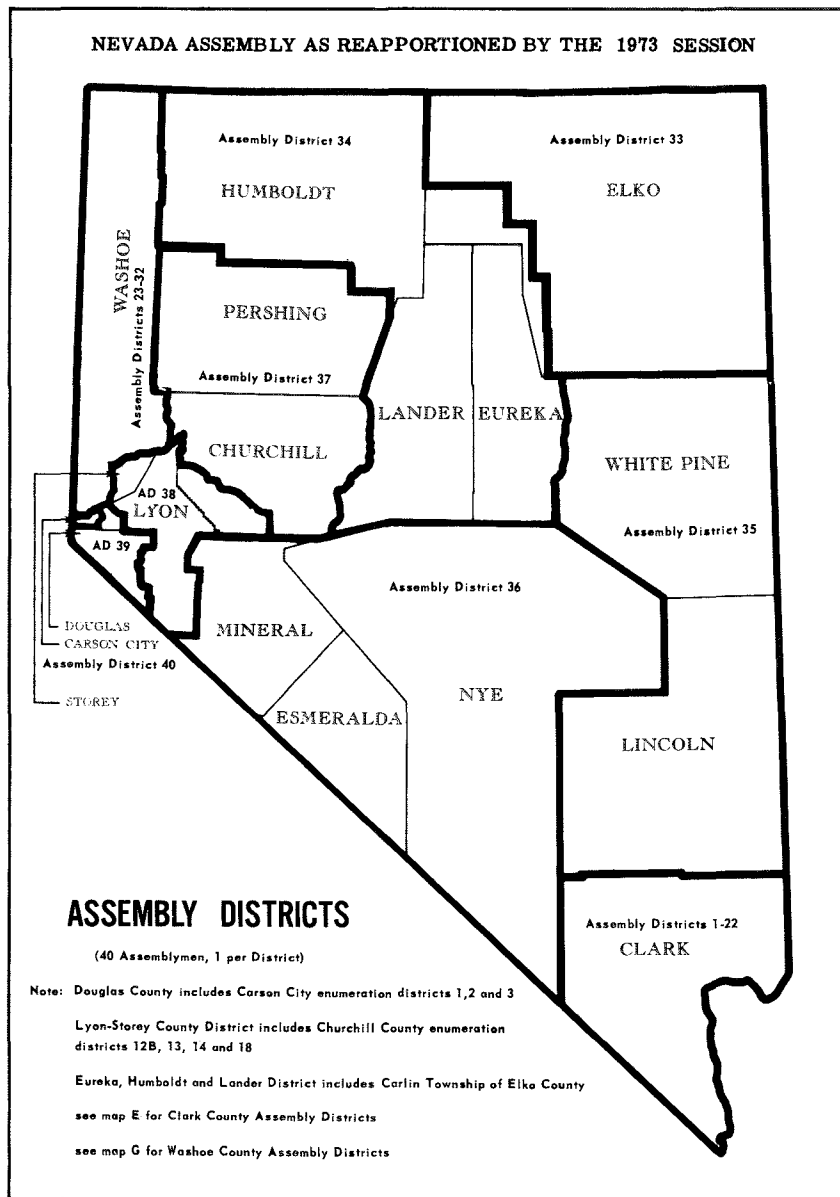 NEVADA ASSEMBLY AS REAPPORTIONED BY THE 1973 SESSION
Assembly District 34
HUMBOLDT
Assembly District 33
ELKO
WASHOE
Assembly Districts 23-32
PERSHING
Assembly District 37
CHURCHILL
LANDER
EUREKA
WHITE PINE
Assembly District 35
AD 38
LYON
AD 39
DOUGLAS
CARSON CITY
Assembly District 40
STOREY
MINERAL
ESMERALDA
Assembly District 36
NYE
LINCOLN
Assembly Districts 1-22
CLARK
ASSEMBLY DISTRICTS
(40 Assemblymen, 1 per District)
Note: Douglas County includes Carson City enumeration districts 1,2 and 3
Lyon-Storey County District includes Churchill County enumeration
districts 12B, 13, 14 and 18
Eureka, Humboldt and Lander District includes Carlin Township of Elko County
see map E for Clark County Assembly Districts
see map G for Washoe County Assembly Districts